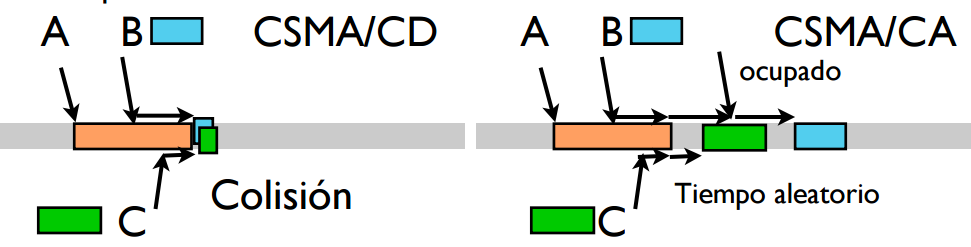 A B CSMA/CD
Colisión
C
A B CSMA/CA
ocupado
Tiempo aleatorio
C